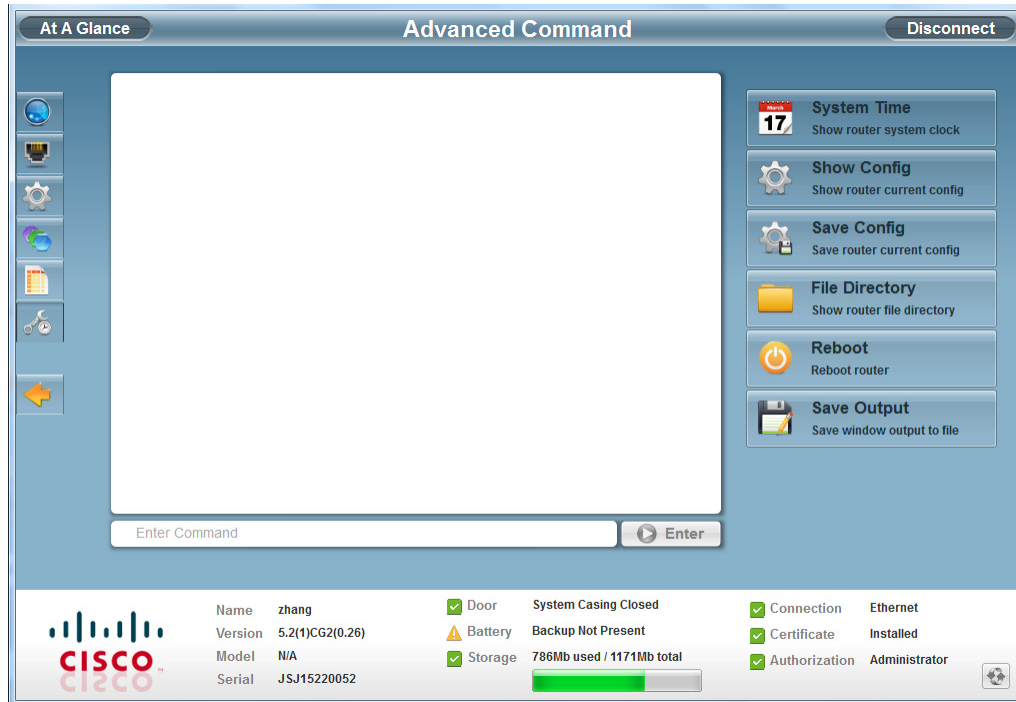 At A Glance
Advanced Command
Disconnect
March
17
System Time
Show router system clock
Show Config
Show router current config
Save Config
Save router current config
File Directory
Show router file directory
Reboot
Reboot router
Save Output
Save window output to file
Enter Command
Enter
CISCO
Name zhang
Version 5.2(1)CG2(0.26)
Model N/A
Serial JSJ15220052
Door System Casing Closed
Battery Backup Not Present
Storage 786Mb used / 1171Mb total
Connection Ethernet
Certificate Installed
Authorization Administrator